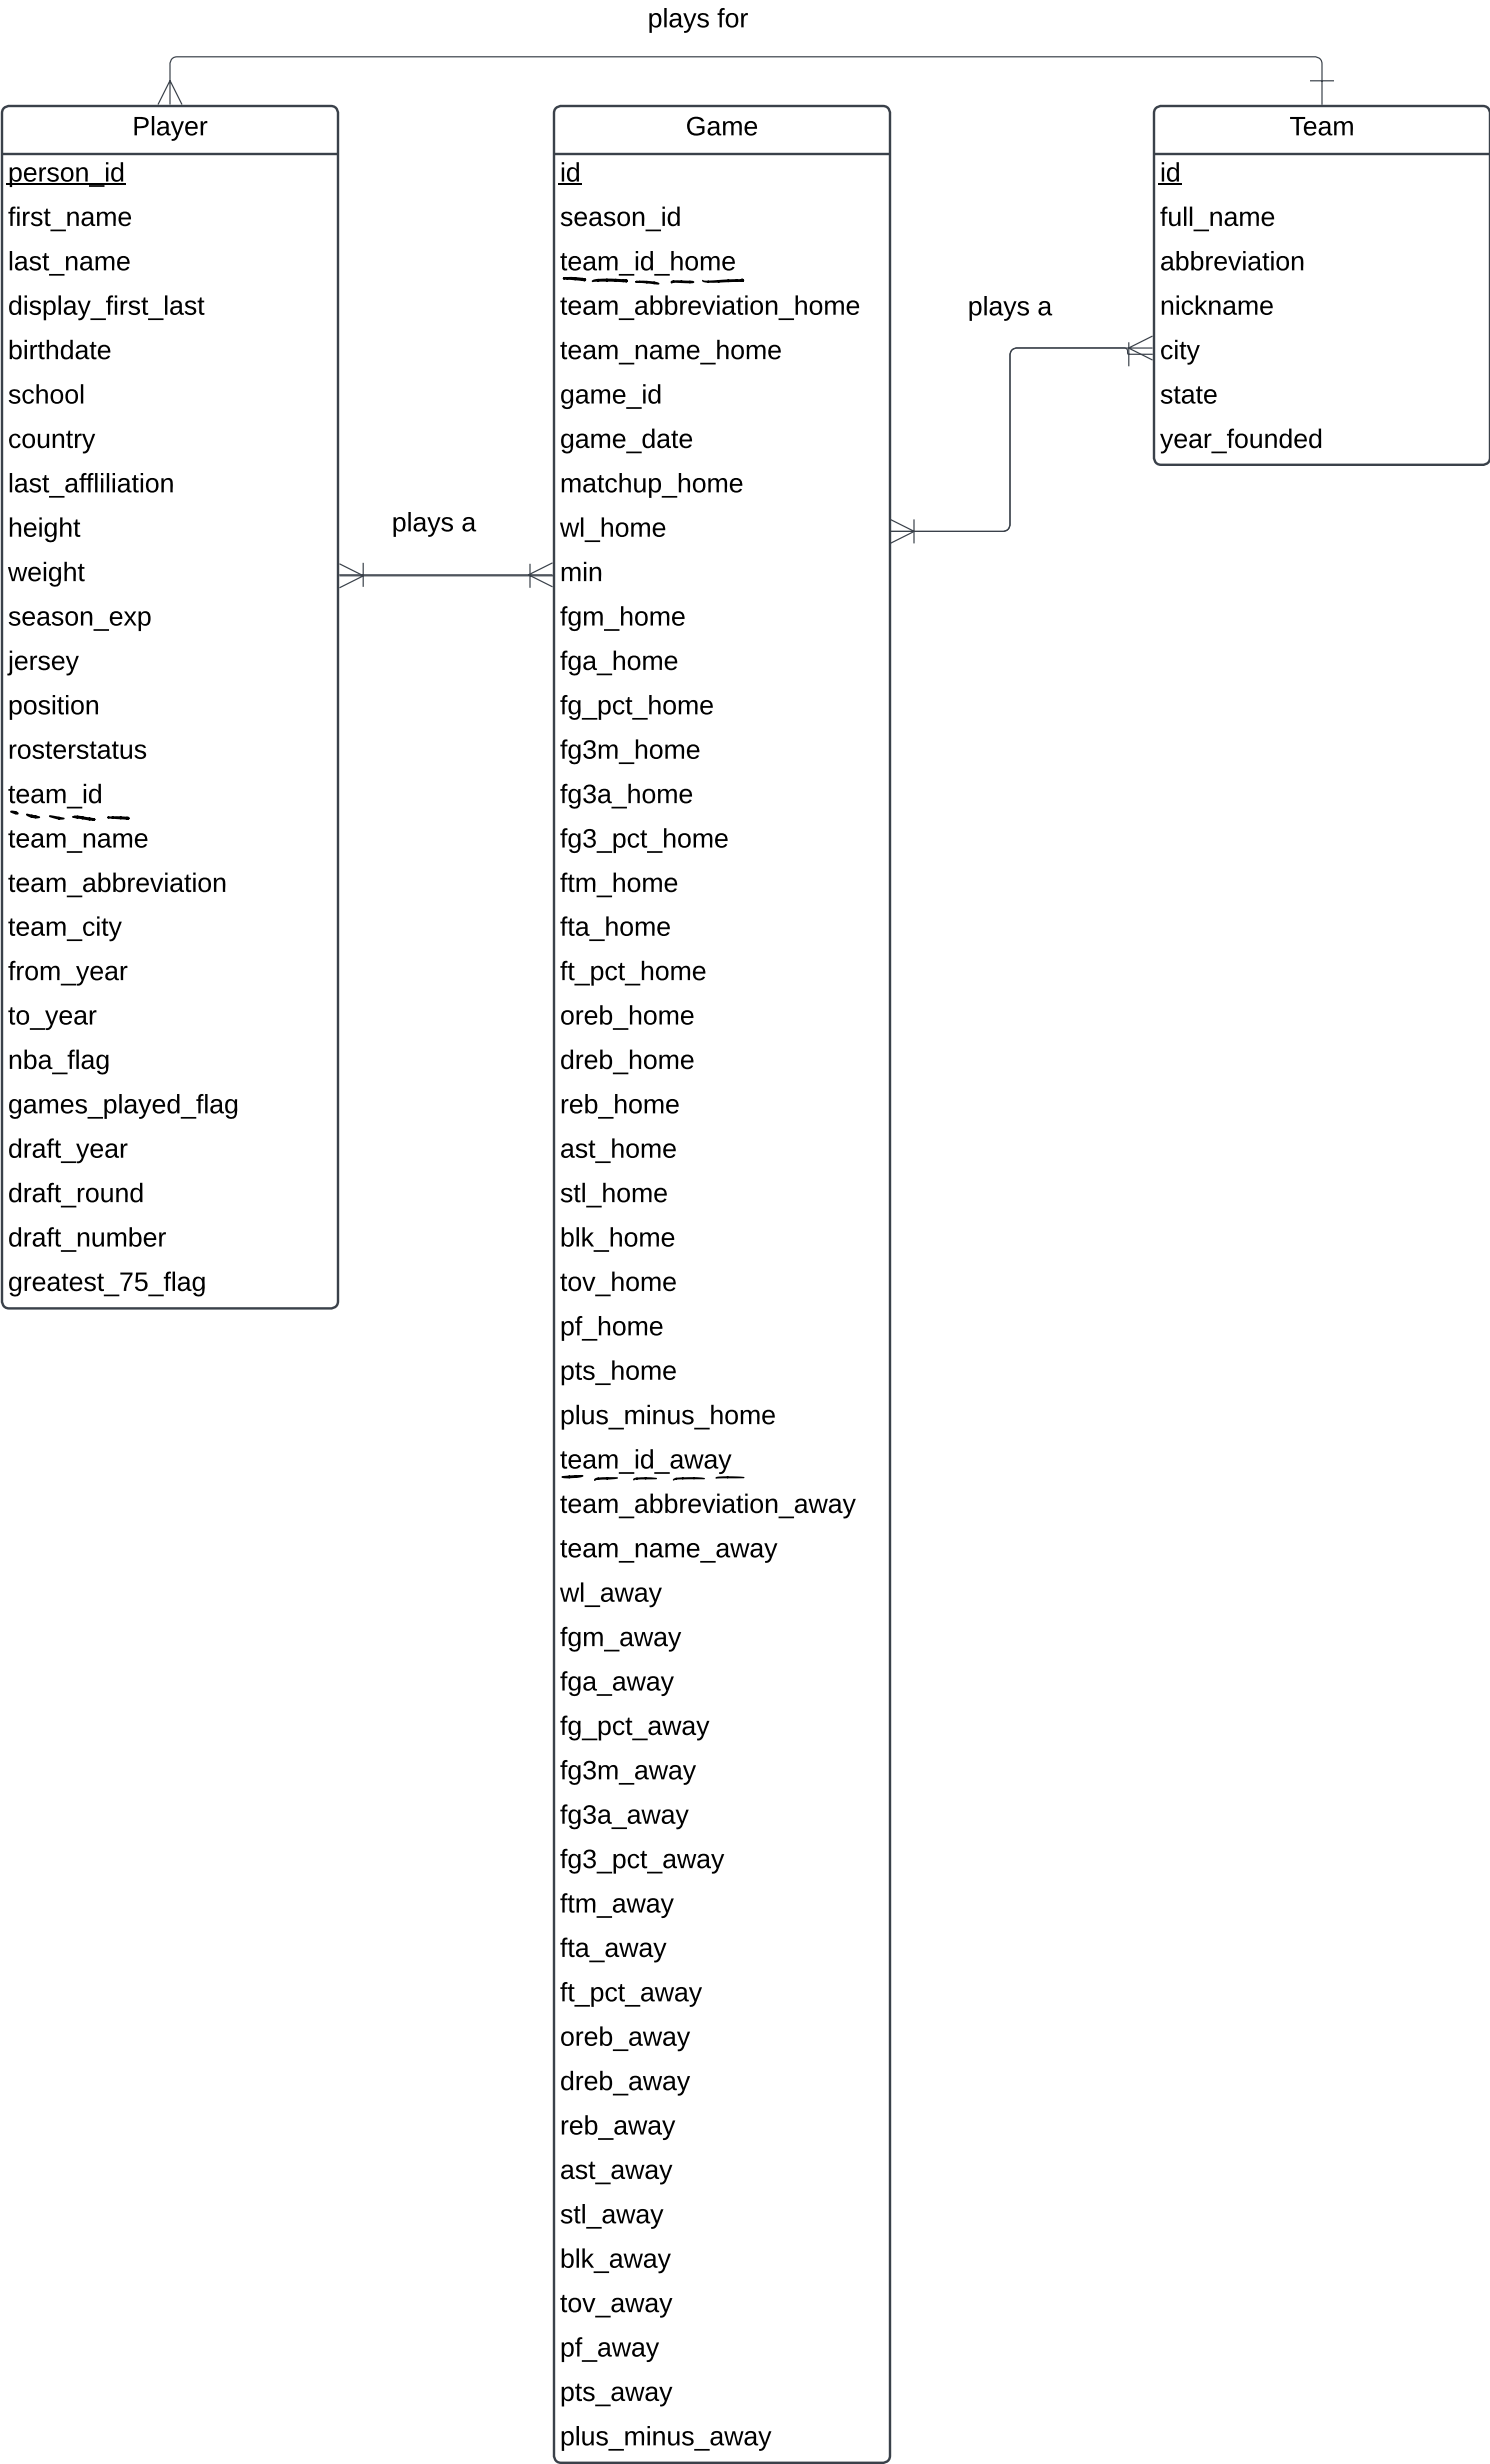 plays for
Player
person_id
first_name
last_name
display_first_last
birthdate
school
country
last_affliliation
height
weight
season_exp
jersey
position
rosterstatus
team_id
team_name
team_abbreviation
team_city
from_year
to_year
nba_flag
games_played_flag
draft_year
draft_round
draft_number
greatest_75_flag
plays a
Game
id
season_id
team_id_home
team_abbreviation_home
team_name_home
game_id
game_date
matchup_home
wl_home
min
fgm_home
fga_home
fg_pct_home
fg3m_home
fg3a_home
fg3_pct_home
ftm_home
fta_home
ft_pct_home
oreb_home
dreb_home
reb_home
ast_home
stl_home
blk_home
tov_home
pf_home
pts_home
plus_minus_home
team_id_away
team_abbreviation_away
team_name_away
wl_away
fgm_away
fga_away
fg_pct_away
fg3m_away
fg3a_away
fg3_pct_away
ftm_away
fta_away
ft_pct_away
oreb_away
dreb_away
reb_away
ast_away
stl_away
blk_away
tov_away
pf_away
pts_away
plus_minus_away
plays a
Team
id
full_name
abbreviation
nickname
city
state
year_founded